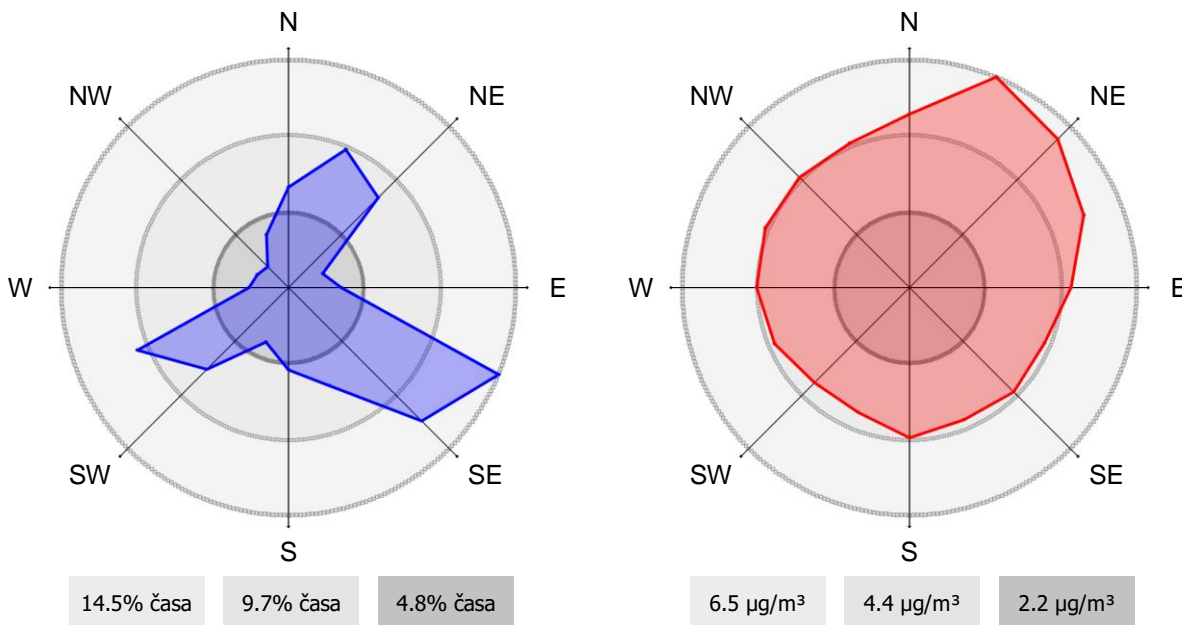 N
NW
NE
W
E
SW
SE
S
14.5% časa
9.7% časa
4.8% časa
N
NW
NE
W
E
SW
SE
S
6.5 µg/m³
4.4 µg/m³
2.2 µg/m³